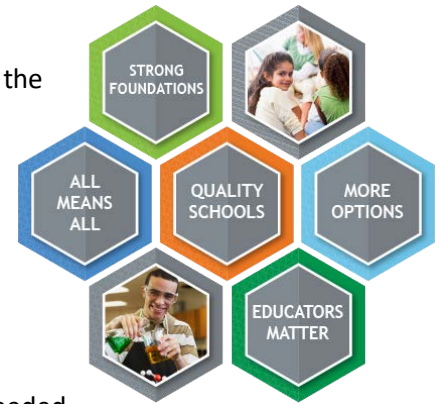 the
STRONG
FOUNDATIONS
ALL
MEANS
ALL
QUALITY
SCHOOLS
MORE
OPTIONS
EDUCATORS
MATTER